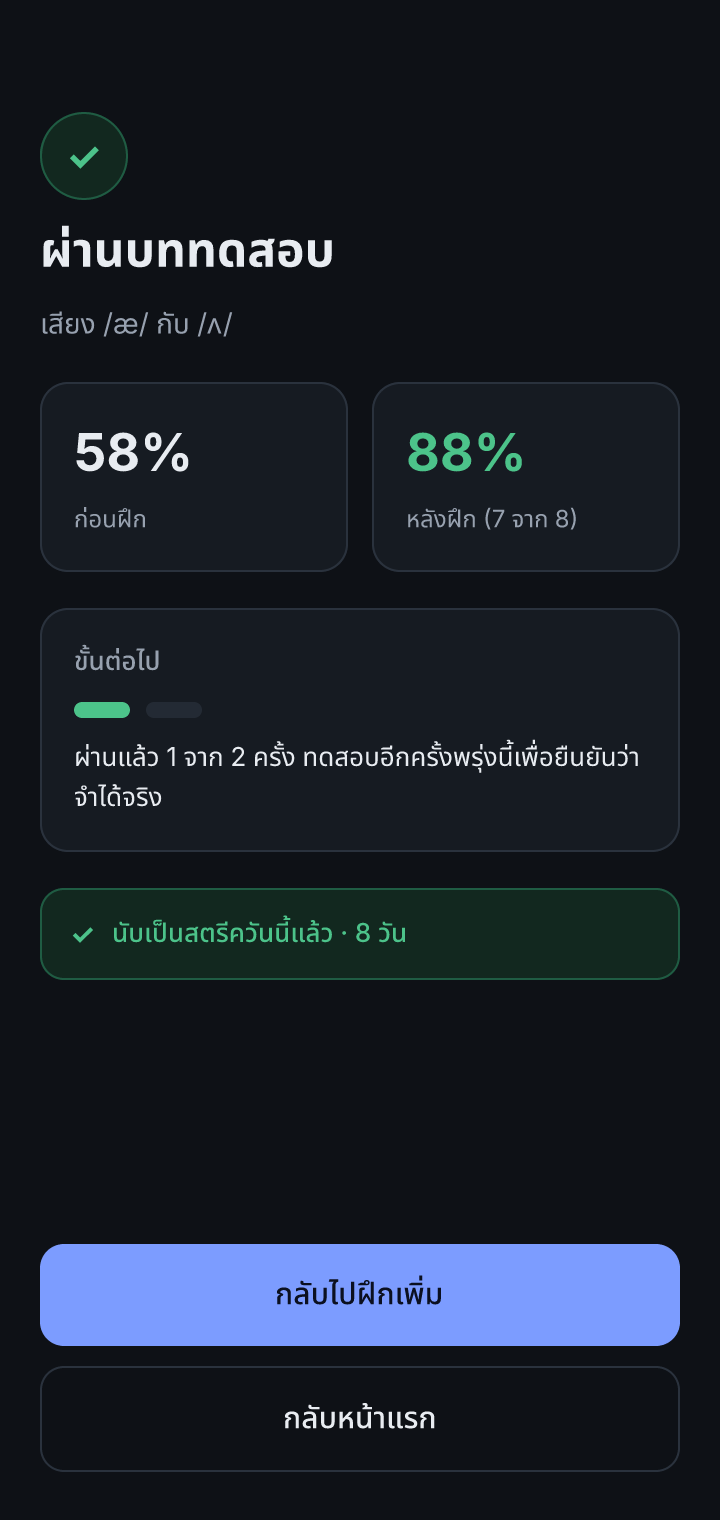 ผ่านบททดสอบ
เสียง /æ/ กับ /ʌ/
58%
ก่อนฝึก
88%
หลังฝึก (7 จาก 8)
ขั้นต่อไป
ผ่านแล้ว 1 จาก 2 ครั้ง ทดสอบอีกครั้งพรุ่งนี้เพื่อยืนยันว่า
จำได้จริง
นับเป็นสตรีควันนี้แล้ว · 8 วัน
กลับไปฝึกเพิ่ม
กลับหน้าแรก